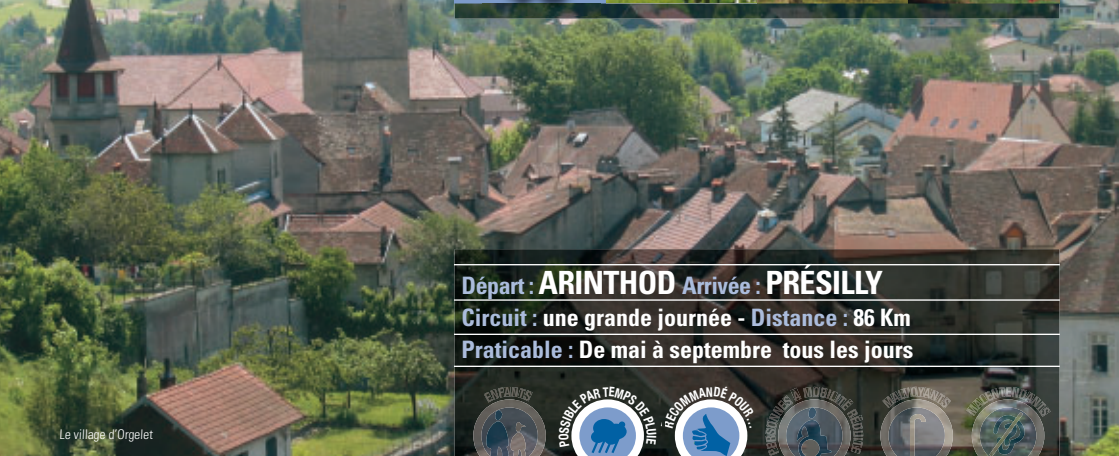 Départ : ARINTHOD Arrivée : PRÉSILLY
Circuit : une grande journée - Distance : 86 Km
Praticable : De mai à septembre tous les jours
ENFANTS
POSSIBLE PAR TEMPS DE PLUIE
RECOMMANDÉ POUR...
PERSONNES À MOBILITÉ RÉDUITE
MALVOYANTS
MALENTENDANTS
Le village d'Orgelet